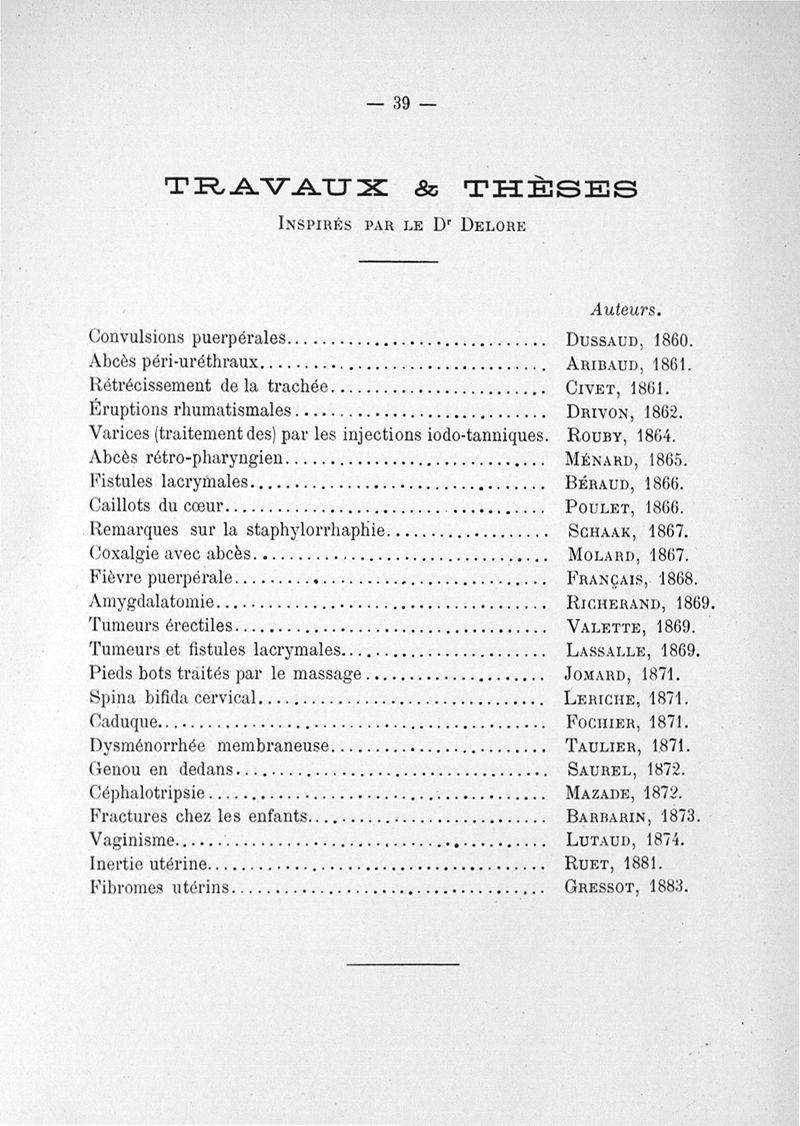 — 39 —
TRAVAUX & THÈSES
INSPIRÉS PAR LE Dr DELORE
Auteurs.
Convulsions puerpérales........................................ DUSSAUD, 1860.
Abcès péri-uréthraux........................................ ARIBAUD, 1861.
Rétrécissement de la trachée........................................ CIVET, 1861.
Éruptions rhumatismales........................................ DRIVON, 1862.
Varices (traitement des) par les injections iodo-tanniques. ROUBY, 1864.
Abcès rétro-pharyngien........................................ MÉNARD, 1865.
Fistules lacrymales........................................ BÉRAUD, 1866.
Caillots du cœur........................................ POULET, 1866.
Remarques sur la staphylorrhaphie........................................ SCHAAK, 1867.
Coxalgie avec abcès........................................ MOLARD, 1867.
Fièvre puerpérale........................................ FRANÇAIS, 1868.
Amygdalatomie........................................ RICHERAND, 1869.
Tumeurs érectiles........................................ VALETTE, 1869.
Tumeurs et fistules lacrymales........................................ LASSALLE, 1869.
Pieds bots traités par le massage........................................ JOMARD, 1871.
Spina bifida cervical........................................ LERICHE, 1871.
Caduque........................................ FOCHIER, 1871.
Dysménorrhée membraneuse........................................ TAULIER, 1871.
Genou en dedans........................................ SAUREL, 1872.
Céphalotripsie........................................ MAZADE, 1872.
Fractures chez les enfants........................................ BARBARIN, 1873.
Vaginisme........................................ LUTAUD, 1874.
Inertie utérine........................................ RUET, 1881.
Fibromes utérins........................................ GRESSOT, 1883.